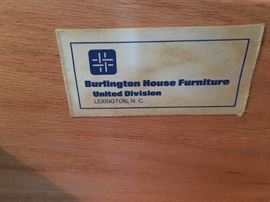 Burlington House Furniture
United Division
LEXINGTON, N. C.